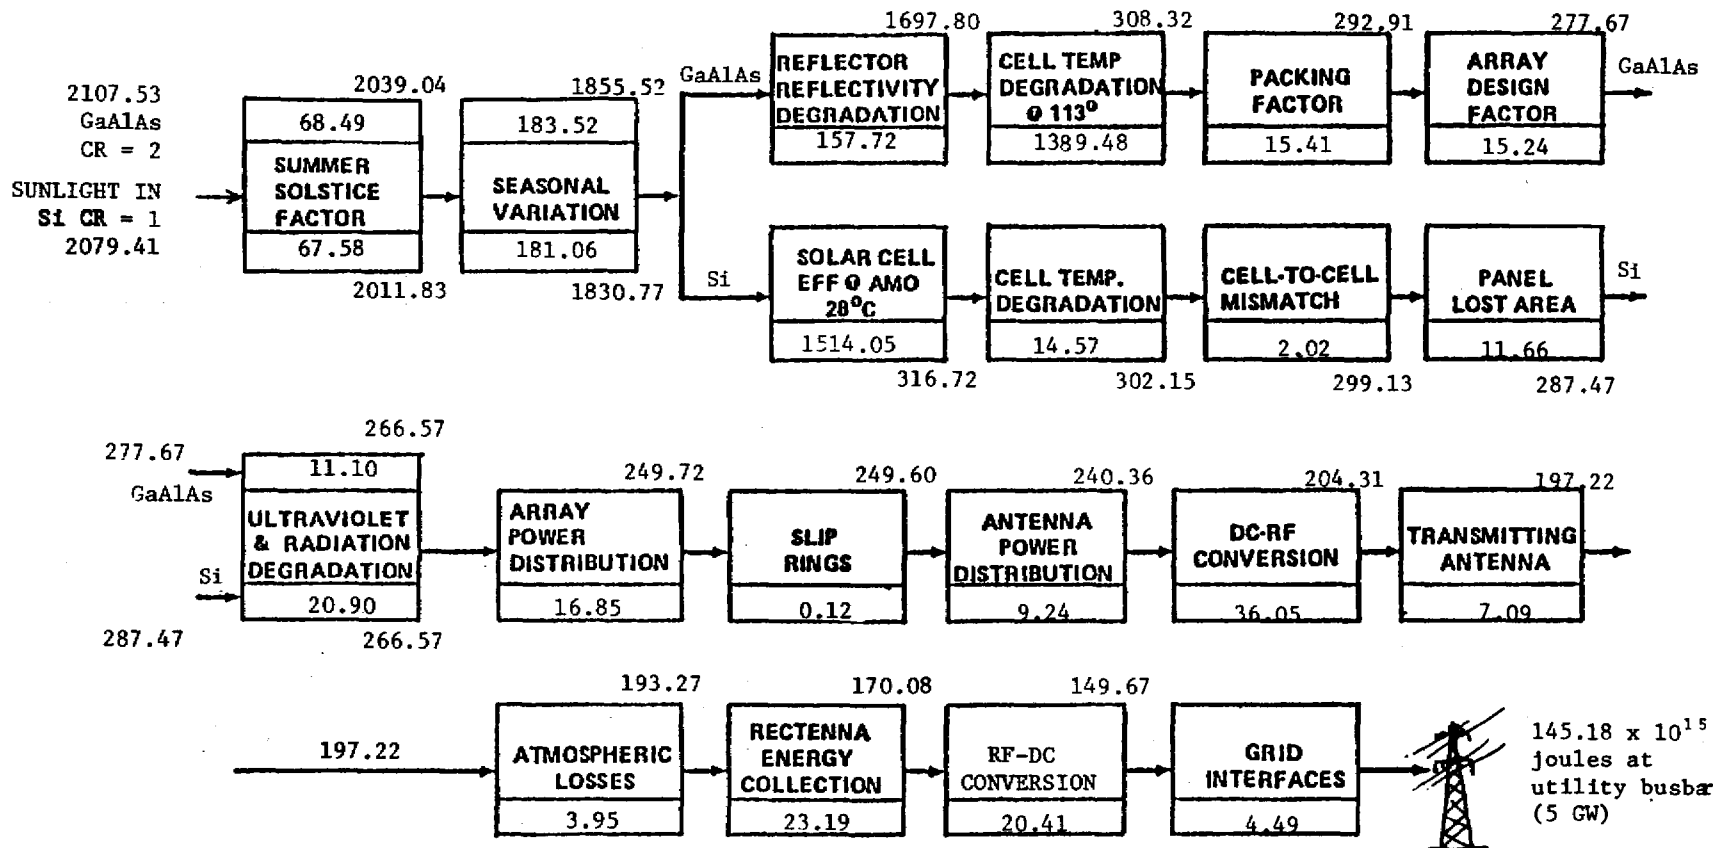 1697.80
308.32
292.91
277.67
2107.53
GaAlAs
CR = 2
SUNLIGHT IN
Si CR = 1
2079.41
2039.04
68.49
SUMMER
SOLSTICE
FACTOR
67.58
2011.83
1855.52
183.52
SEASONAL
VARIATION
181.06
1830.77
GaAlAs
REFLECTOR
REFLECTIVITY
DEGRADATION
157.72
CELL TEMP
DEGRADATION
@ 113°
1389.48
PACKING
FACTOR
15.41
ARRAY
DESIGN
FACTOR
15.24
GaAlAs
Si
SOLAR CELL
EFF @ AMO
28°C
1514.05
316.72
CELL TEMP.
DEGRADATION
14.57
302.15
CELL-TO-CELL
MISMATCH
2.02
299.13
PANEL
LOST AREA
11.66
287.47
Si
277.67
GaAlAs
Si
287.47
266.57
11.10
ULTRAVIOLET
& RADIATION
DEGRADATION
20.90
266.57
249.72
ARRAY
POWER
DISTRIBUTION
16.85
249.60
SLIP
RINGS
0.12
240.36
ANTENNA
POWER
DISTRIBUTION
9.24
204.31
DC-RF
CONVERSION
36.05
197.22
TRANSMITTING
ANTENNA
7.09
197.22
193.27
ATMOSPHERIC
LOSSES
3.95
170.08
RECTENNA
ENERGY
COLLECTION
23.19
149.67
RF-DC
CONVERSION
20.41
GRID
INTERFACES
4.49
145.18 x 10¹⁵
joules at
utility busbar
(5 GW)